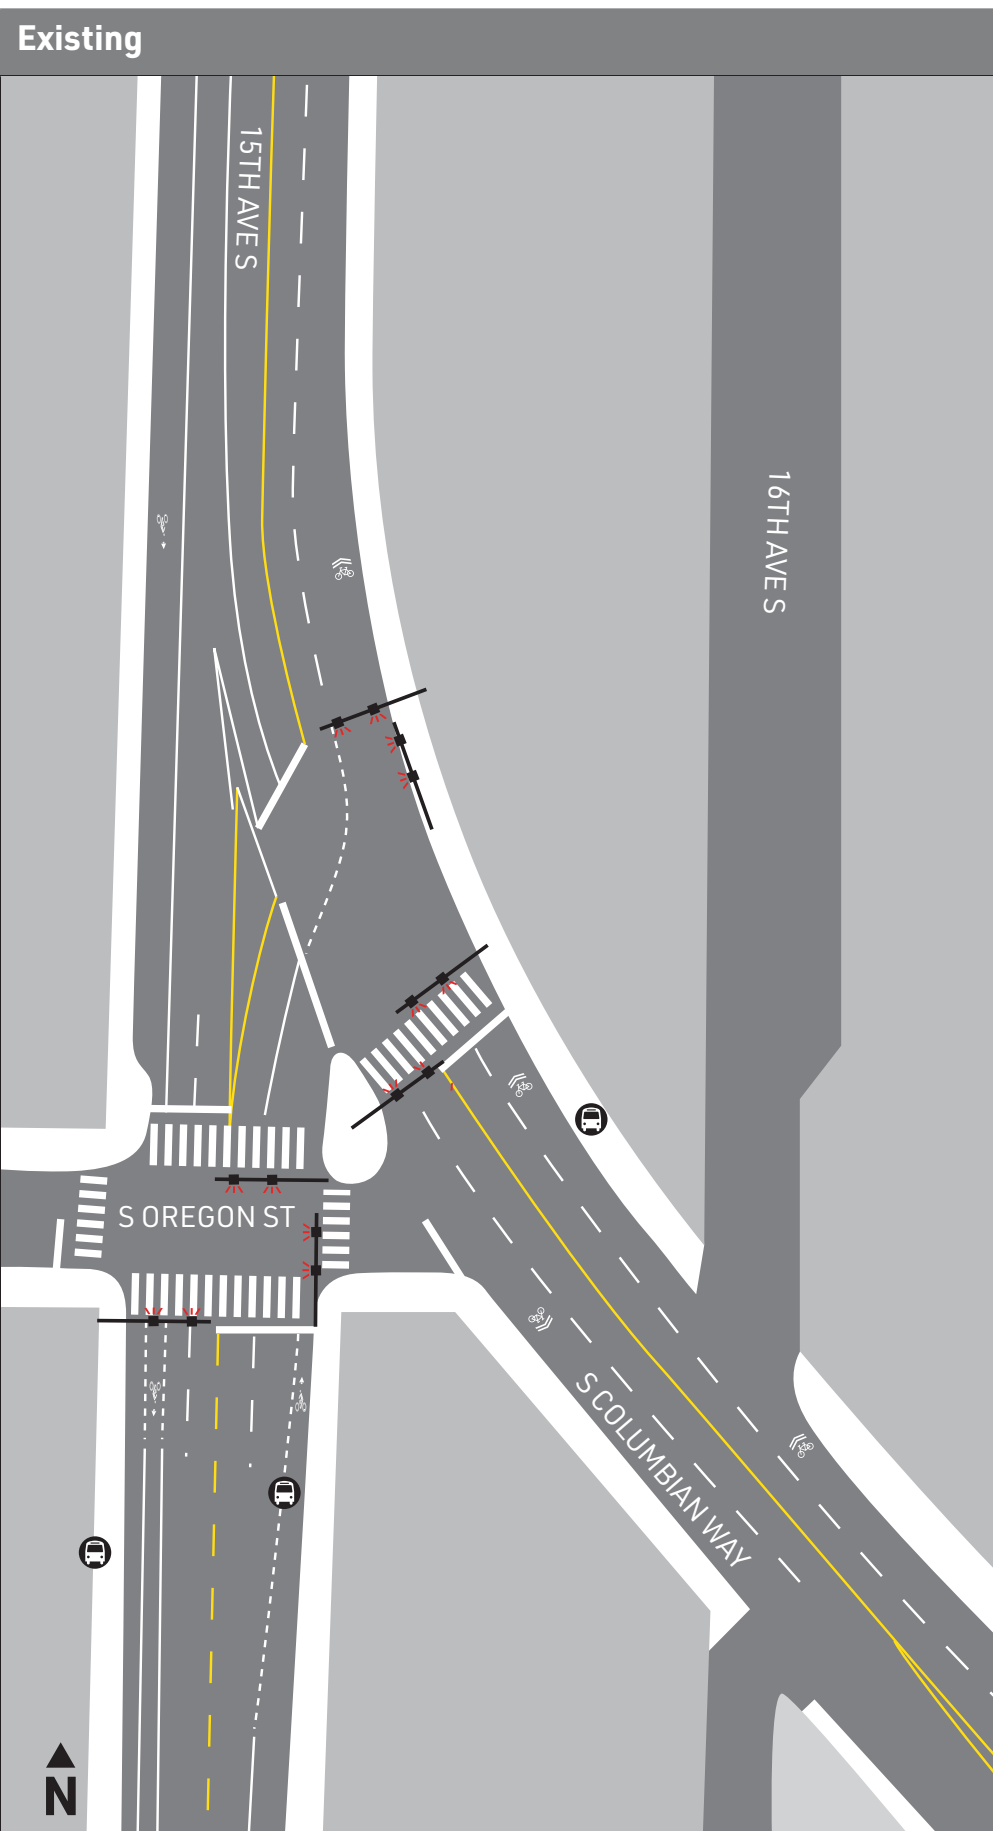 Existing
15TH AVE S
16TH AVE S
S OREGON ST
S COLUMBIAN WAY
N